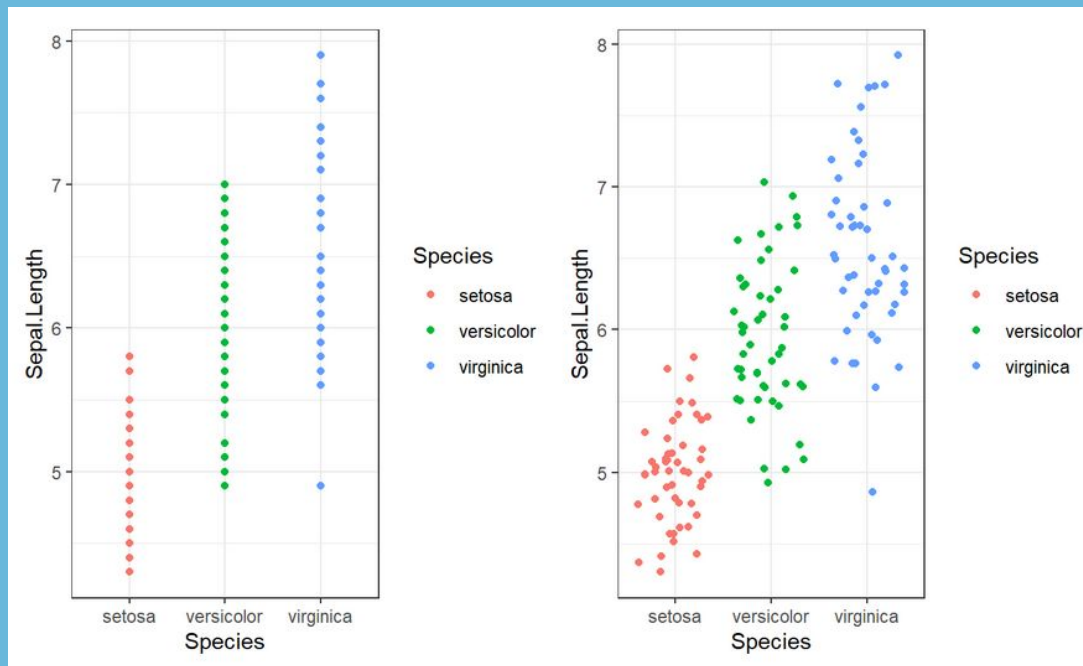 8
7
6
5
Sepal.Length
setosa versicolor virginica
Species
Species
setosa
versicolor
virginica
8
7
6
5
Sepal.Length
setosa versicolor virginica
Species
Species
setosa
versicolor
virginica